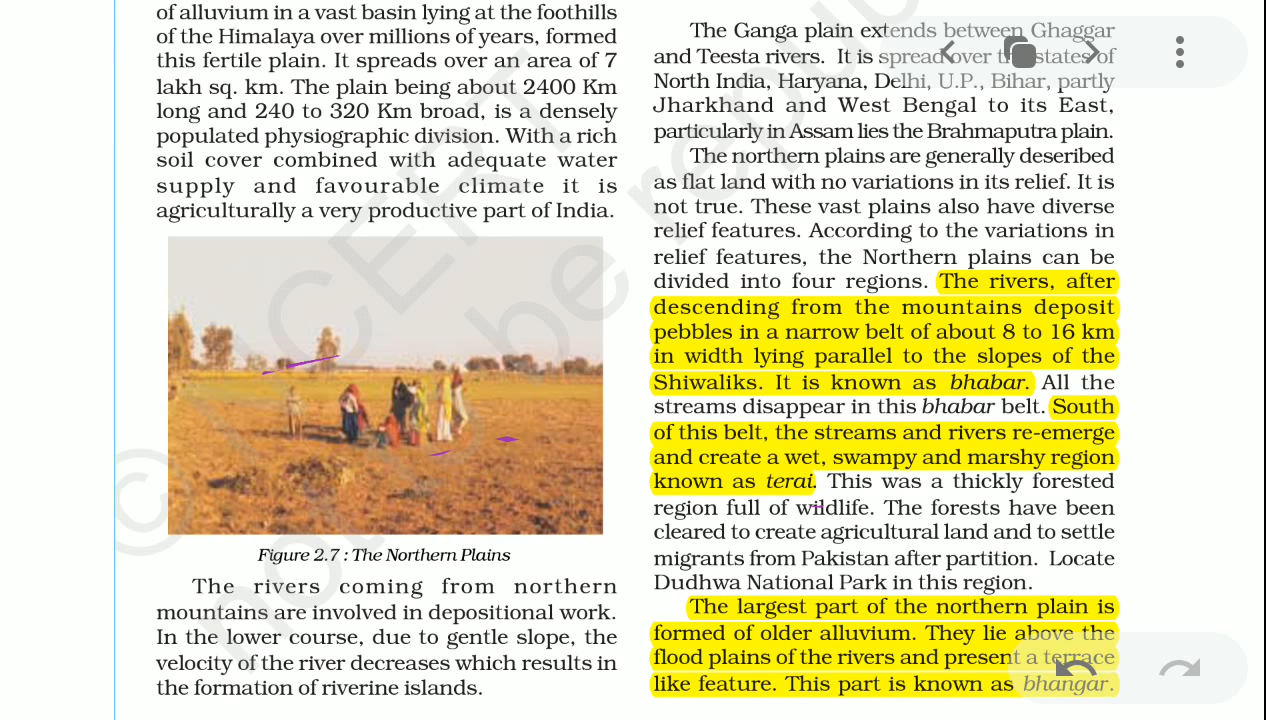 of alluvium in a vast basin lying at the foothills
of the Himalaya over millions of years, formed
this fertile plain. It spreads over an area of 7
lakh sq. km. The plain being about 2400 Km
long and 240 to 320 Km broad, is a densely
populated physiographic division. With a rich
soil cover combined with adequate water
supply and favourable climate it is
agriculturally a very productive part of India.
Figure 2.7 : The Northern Plains
The rivers coming from northern
mountains are involved in depositional work.
In the lower course, due to gentle slope, the
velocity of the river decreases which results in
the formation of riverine islands.
The Ganga plain extends between Ghaggar
and Teesta rivers. It is spread over the states of
North India, Haryana, Delhi, U.P., Bihar, partly
Jharkhand and West Bengal to its East,
particularly in Assam lies the Brahmaputra plain.
The northern plains are generally deseribed
as flat land with no variations in its relief. It is
not true. These vast plains also have diverse
relief features. According to the variations in
relief features, the Northern plains can be
divided into four regions. The rivers, after
descending from the mountains deposit
pebbles in a narrow belt of about 8 to 16 km
in width lying parallel to the slopes of the
Shiwaliks. It is known as bhabar. All the
streams disappear in this bhabar belt. South
of this belt, the streams and rivers re-emerge
and create a wet, swampy and marshy region
known as terai. This was a thickly forested
region full of wildlife. The forests have been
cleared to create agricultural land and to settle
migrants from Pakistan after partition. Locate
Dudhwa National Park in this region.
The largest part of the northern plain is
formed of older alluvium. They lie above the
flood plains of the rivers and present a terrace
like feature. This part is known as bhangar.
© NCERT
not to be republ